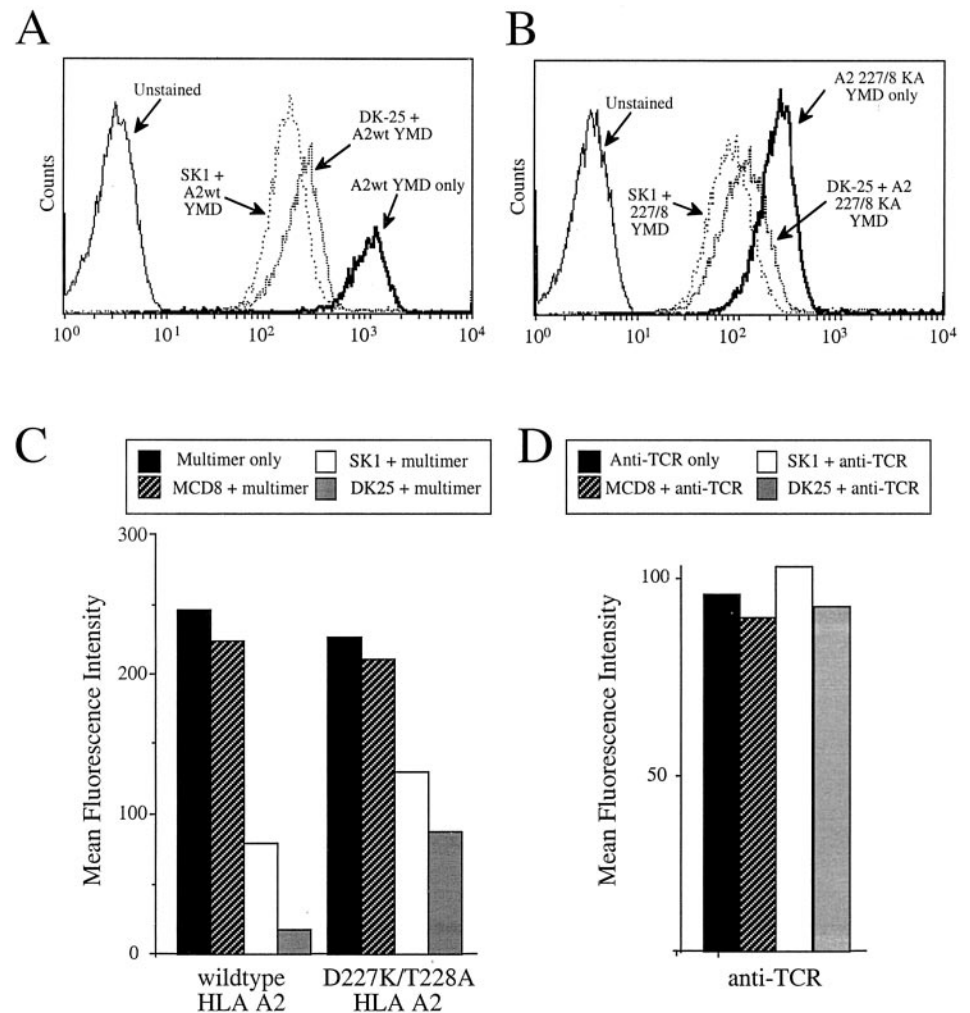 A
Counts
Unstained
SK1 +
A2wt
YMD
DK-25 +
A2wt YMD
A2wt YMD only
10⁰ 10¹ 10² 10³ 10⁴
B
Counts
Unstained
SK1 +
227/8
YMD
A2 227/8 KA
YMD only
DK-25 + A2
227/8 KA
YMD
10⁰ 10¹ 10² 10³ 10⁴
C
Multimer only
SK1 + multimer
MCD8 + multimer
DK25 + multimer
Mean Fluorescence Intensity
300
200
100
0
wildtype
HLA A2
D227K/T228A
HLA A2
D
Anti-TCR only
SK1 + anti-TCR
MCD8 + anti-TCR
DK25 + anti-TCR
Mean Fluorescence Intensity
100
50
anti-TCR